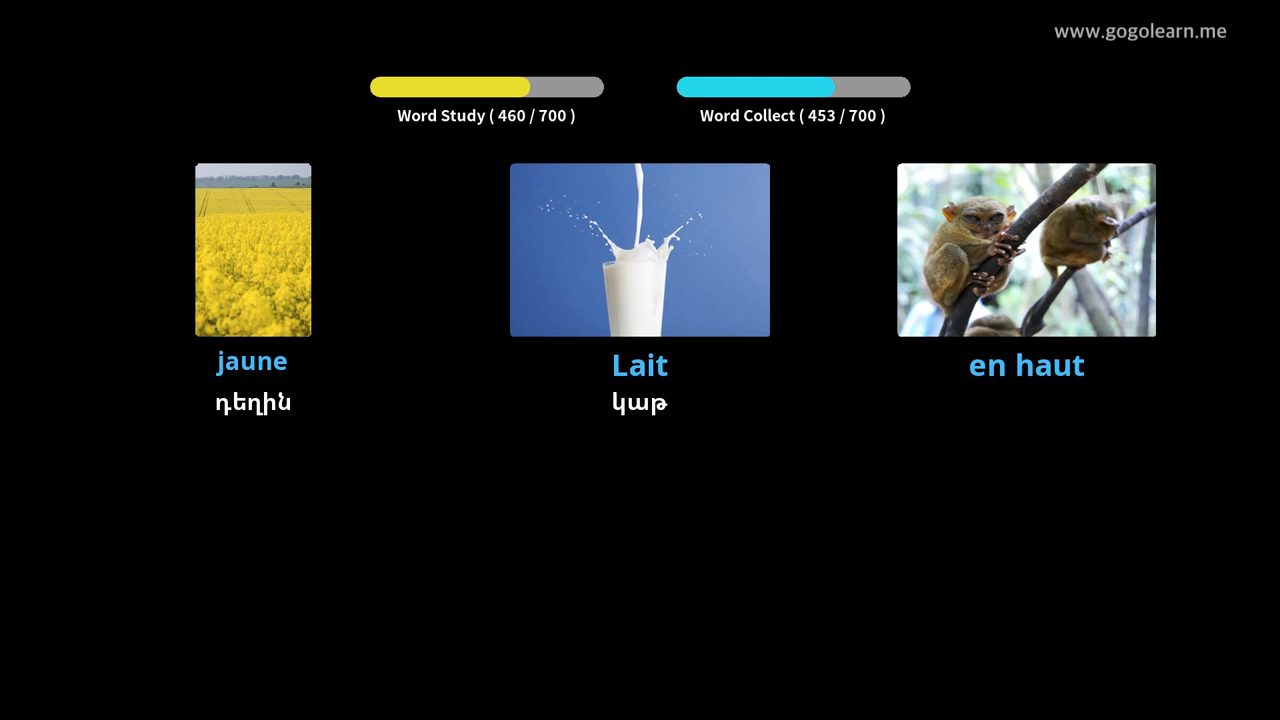 www.gogolearn.me
Word Study ( 460 / 700 )
Word Collect ( 453 / 700 )
jaune
դեղին
Lait
կաթ
en haut